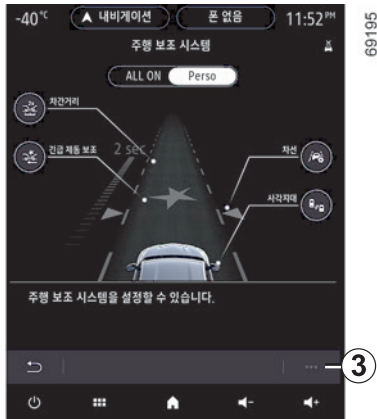 -40°C 내비게이션 폰 없음 11:52 PM
주행 보조 시스템
ALL ON Perso
차간거리
긴급 제동 보조
2 sec
차선
사각지대
주행 보조 시스템을 설정할 수 있습니다.
3
69195